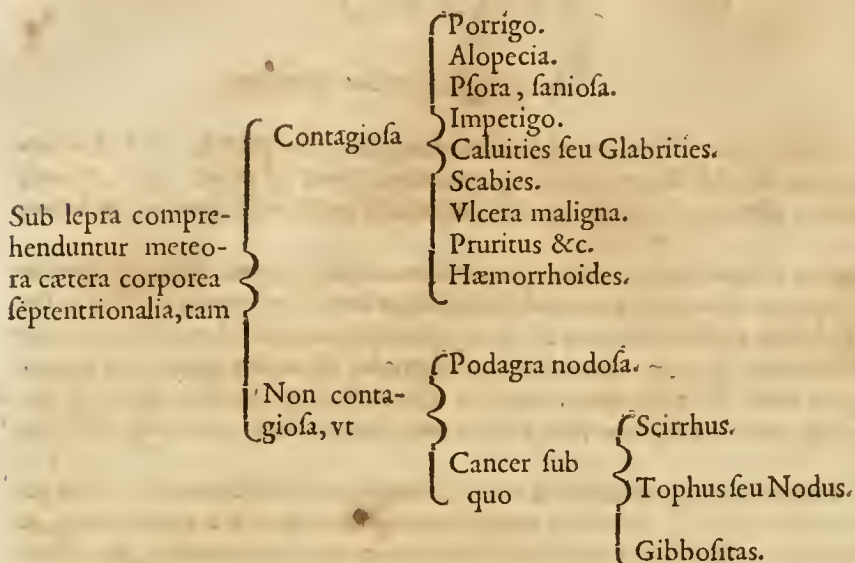 Sub lepra compre-
henduntur meteo-
ra cætera corporea
ſeptentrionalia, tam
Contagioſa
Porrigo.
Alopecia.
Pſora, ſanioſa.
Impetigo.
Caluities ſeu Glabrities.
Scabies.
Vlcera maligna.
Pruritus &c.
Hæmorrhoides.
Non conta-
gioſa, vt
Podagra nodoſa.
Cancer ſub
quo
Scirrhus.
Tophus ſeu Nodus.
Gibboſitas.